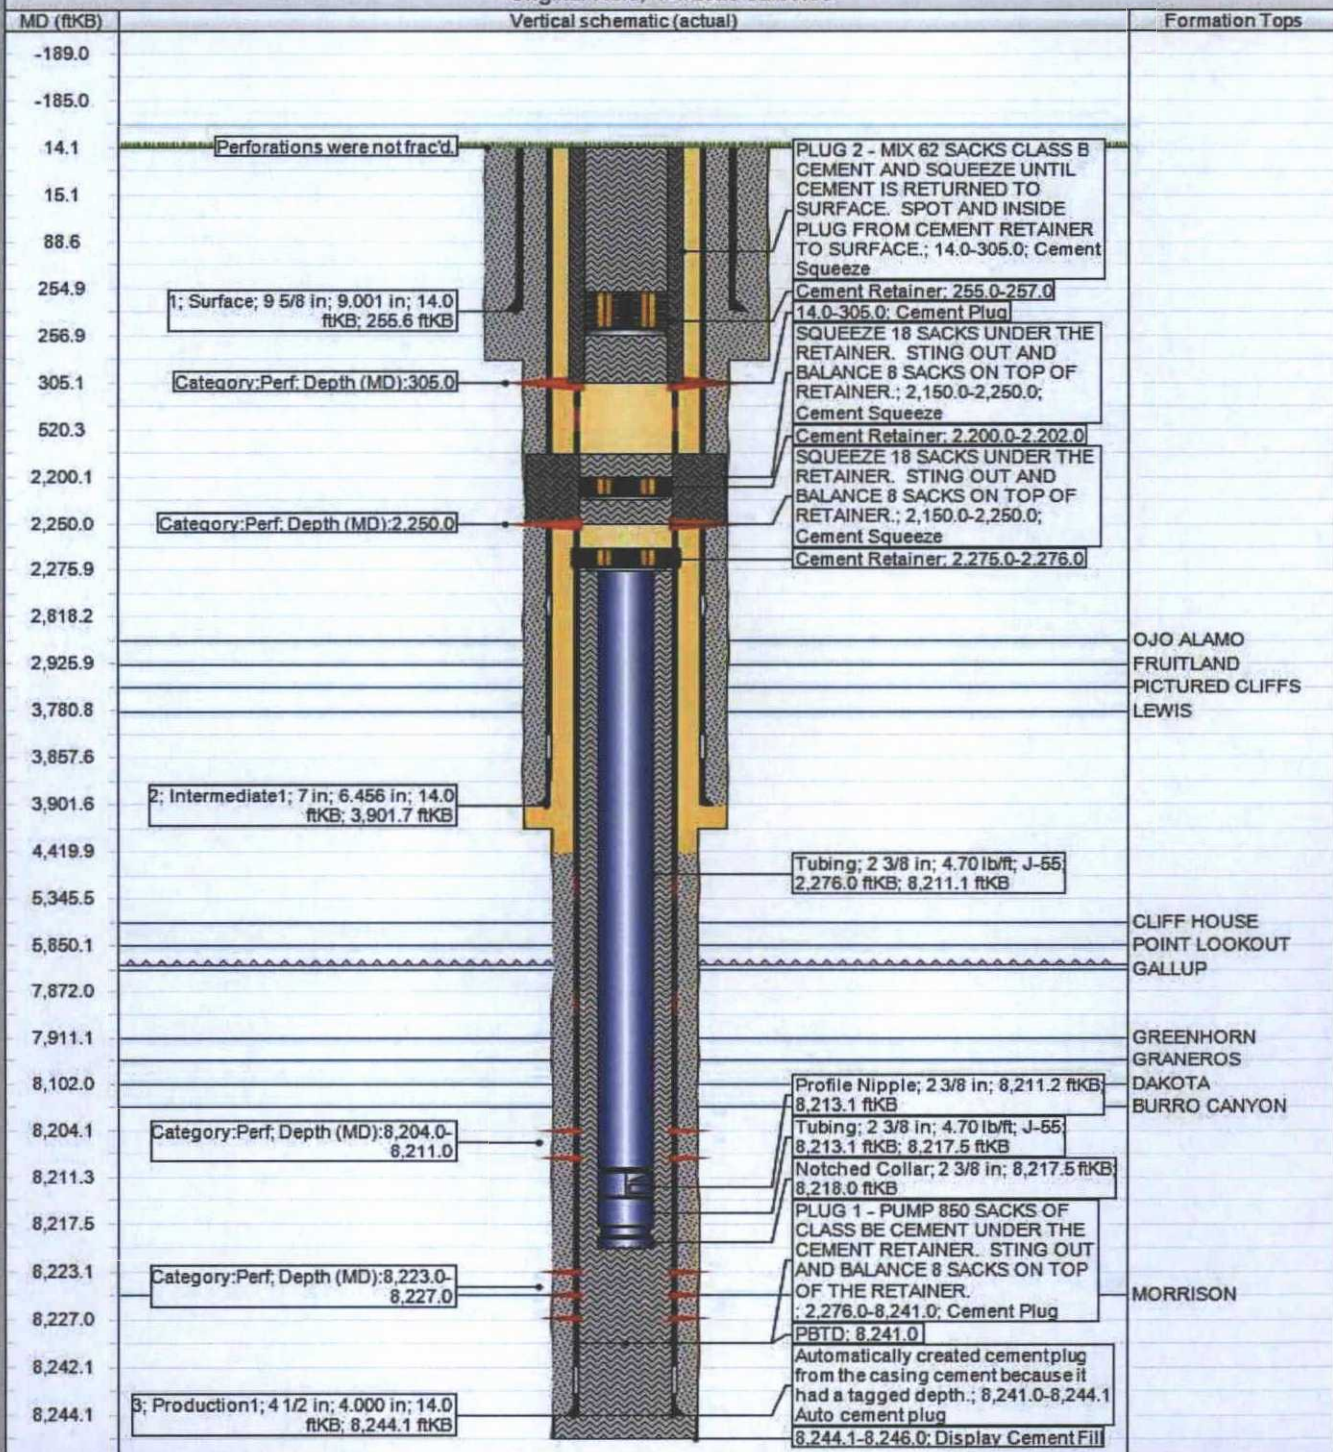 MD (ftKB)
Vertical schematic (actual)
Formation Tops
-189.0
-185.0
14.1
15.1
88.6
254.9
256.9
305.1
520.3
2,200.1
2,250.0
2,275.9
2,818.2
2,925.9
3,780.8
3,857.6
3,901.6
4,419.9
5,345.5
5,850.1
7,872.0
7,911.1
8,102.0
8,204.1
8,211.3
8,217.5
8,223.1
8,227.0
8,242.1
8,244.1
Perforations were not frac'd.
1; Surface; 9 5/8 in; 9.001 in; 14.0
ftKB; 255.6 ftKB
Category:Perf; Depth (MD):305.0
Category:Perf; Depth (MD):2,250.0
2; Intermediate1; 7 in; 6.456 in; 14.0
ftKB; 3,901.7 ftKB
Category:Perf; Depth (MD):8,204.0-
8,211.0
Category:Perf; Depth (MD):8,223.0-
8,227.0
3; Production1; 4 1/2 in; 4.000 in; 14.0
ftKB; 8,244.1 ftKB
PLUG 2 - MIX 62 SACKS CLASS B
CEMENT AND SQUEEZE UNTIL
CEMENT IS RETURNED TO
SURFACE. SPOT AND INSIDE
PLUG FROM CEMENT RETAINER
TO SURFACE.; 14.0-305.0; Cement
Squeeze
Cement Retainer; 255.0-257.0
14.0-305.0; Cement Plug
SQUEEZE 18 SACKS UNDER THE
RETAINER. STING OUT AND
BALANCE 8 SACKS ON TOP OF
RETAINER.; 2,150.0-2,250.0;
Cement Squeeze
Cement Retainer; 2,200.0-2,202.0
SQUEEZE 18 SACKS UNDER THE
RETAINER. STING OUT AND
BALANCE 8 SACKS ON TOP OF
RETAINER.; 2,150.0-2,250.0;
Cement Squeeze
Cement Retainer; 2,275.0-2,276.0
Tubing; 2 3/8 in; 4.70 lb/ft; J-55;
2,276.0 ftKB; 8,211.1 ftKB
Profile Nipple; 2 3/8 in; 8,211.2 ftKB;
8,213.1 ftKB
Tubing; 2 3/8 in; 4.70 lb/ft; J-55;
8,213.1 ftKB; 8,217.5 ftKB
Notched Collar; 2 3/8 in; 8,217.5 ftKB;
8,218.0 ftKB
PLUG 1 - PUMP 850 SACKS OF
CLASS BE CEMENT UNDER THE
CEMENT RETAINER. STING OUT
AND BALANCE 8 SACKS ON TOP
OF THE RETAINER.
; 2,276.0-8,241.0; Cement Plug
PBTD; 8,241.0
Automatically created cement plug
from the casing cement because it
had a tagged depth.; 8,241.0-8,244.1
Auto cement plug
8,244.1-8,246.0; Display Cement Fill
OJO ALAMO
FRUITLAND
PICTURED CLIFFS
LEWIS
CLIFF HOUSE
POINT LOOKOUT
GALLUP
GREENHORN
GRANEROS
DAKOTA
BURRO CANYON
MORRISON